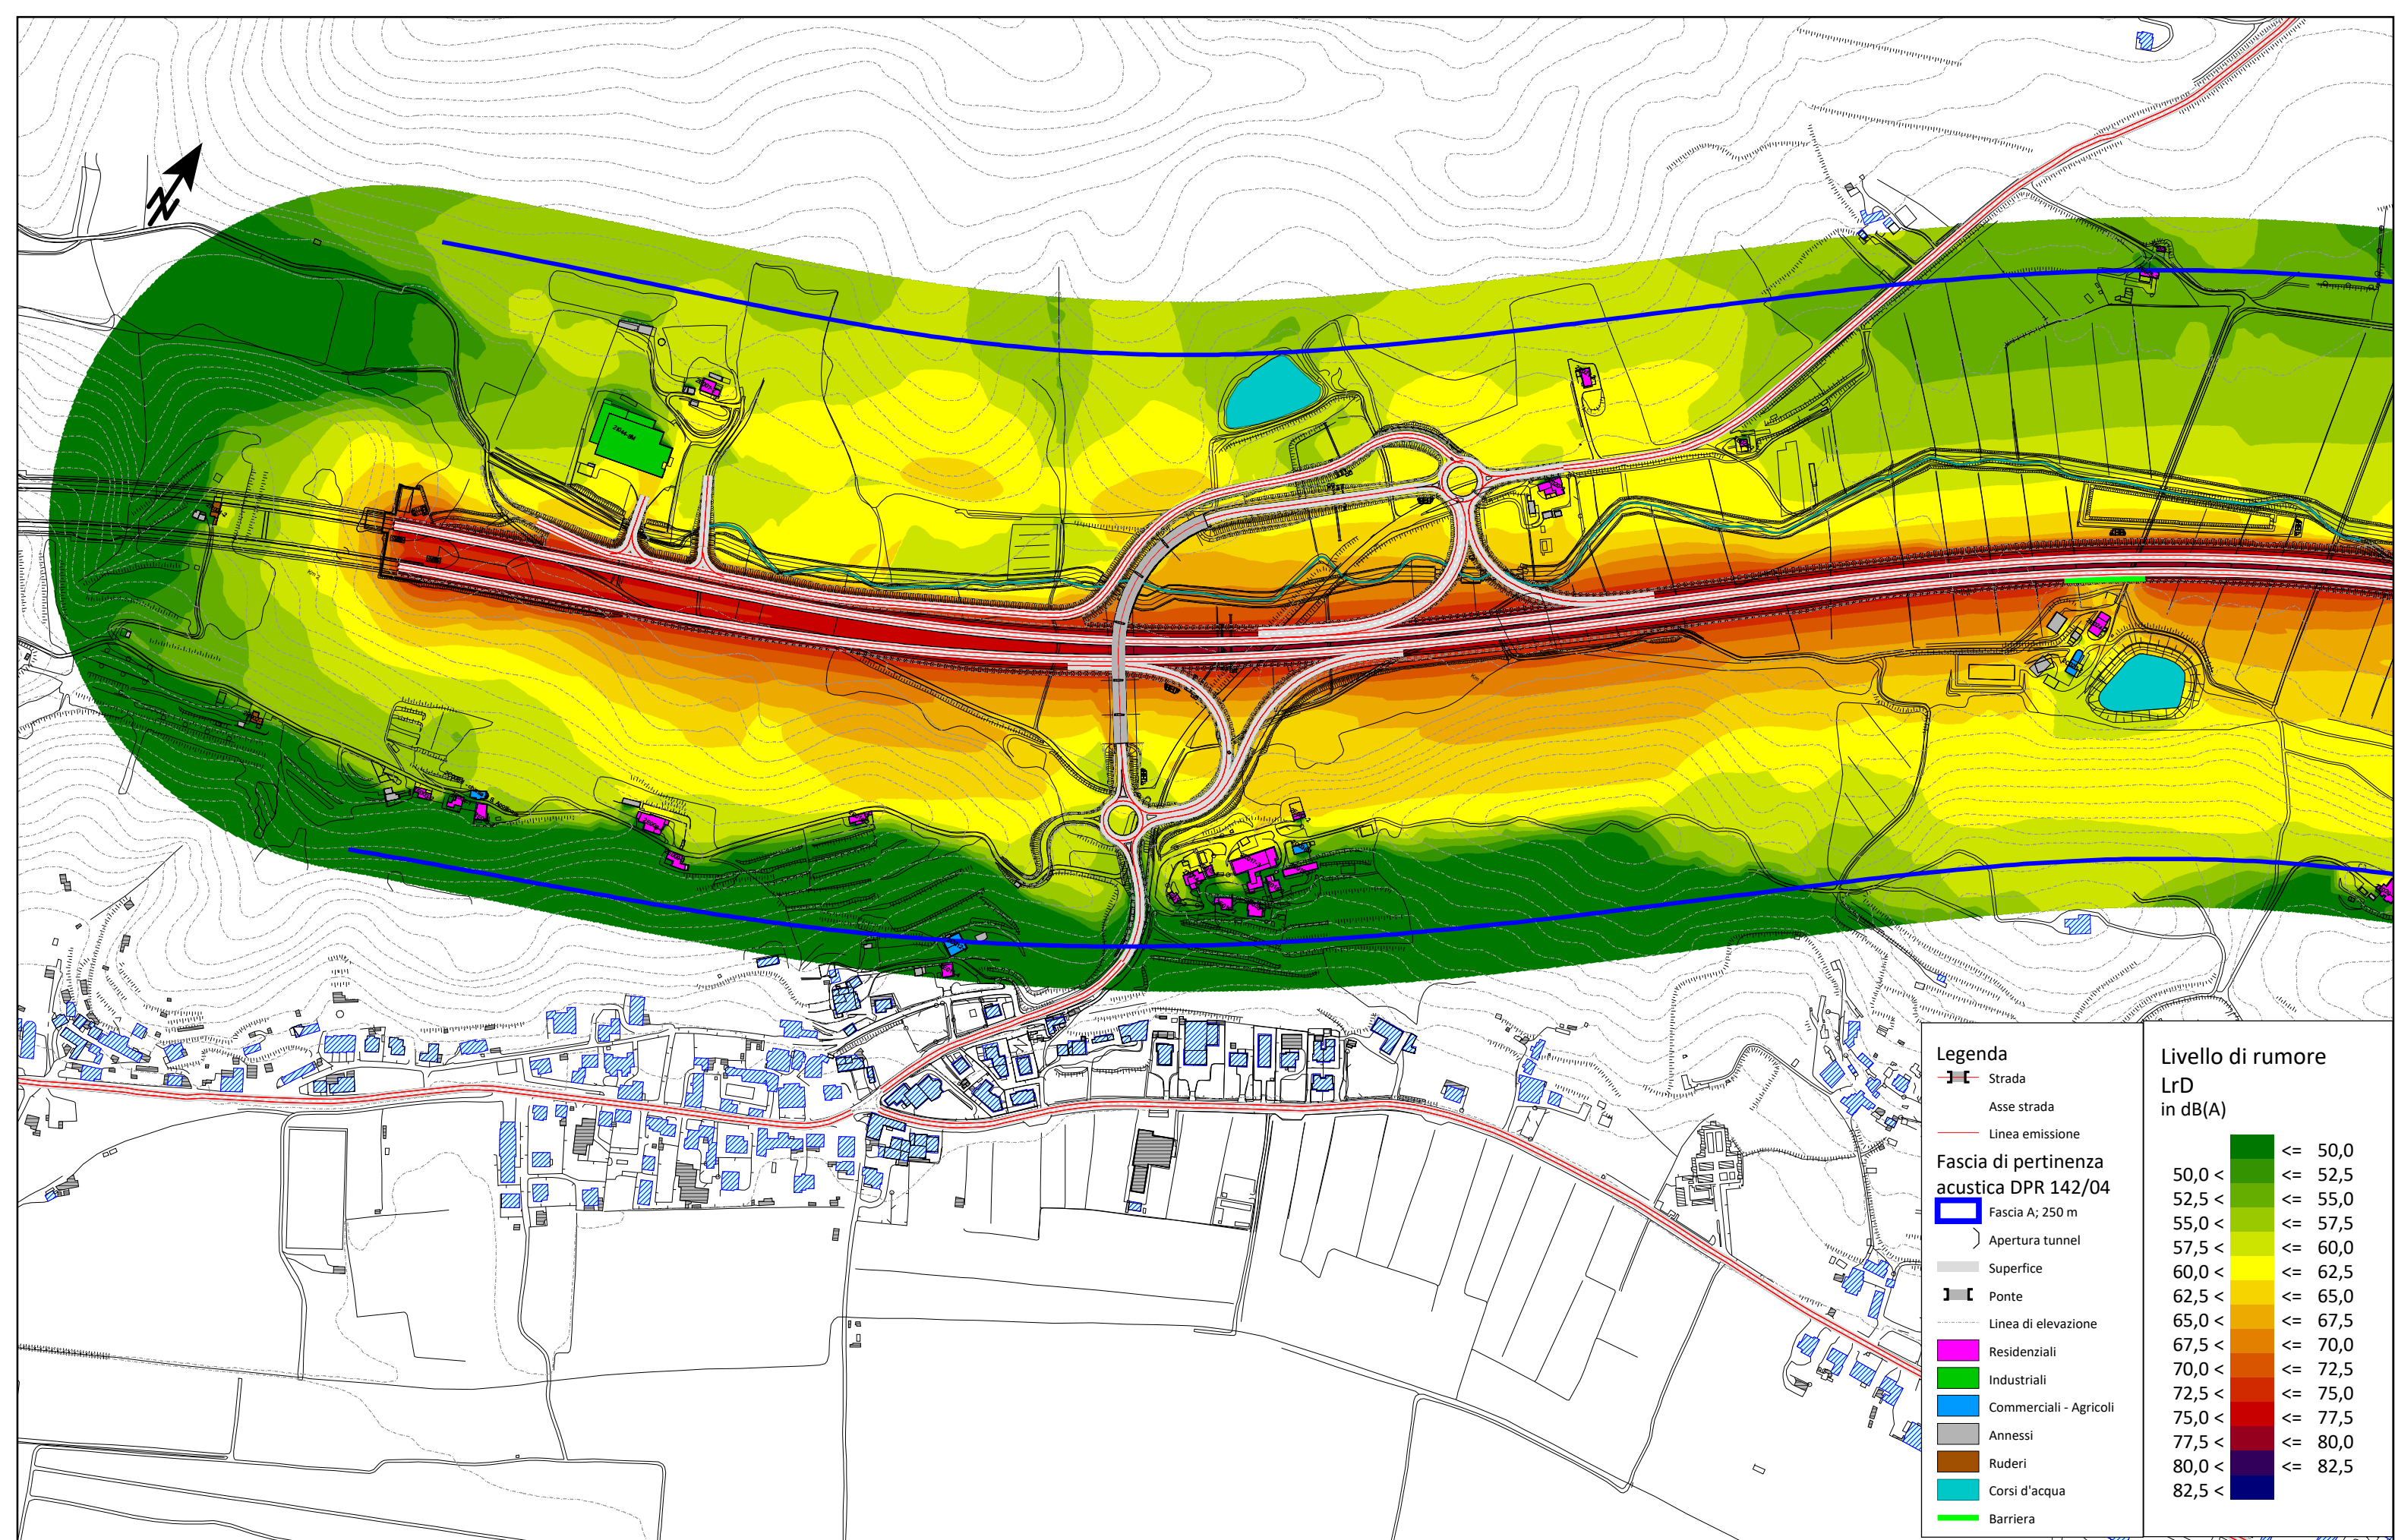 Legenda
Strada
Asse strada
Linea emissione
Fascia di pertinenza
acustica DPR 142/04
Fascia A; 250 m
Apertura tunnel
Superfice
Ponte
Linea di elevazione
Residenziali
Industriali
Commerciali - Agricoli
Annessi
Ruderi
Corsi d'acqua
Barriera
Livello di rumore
LrD
in dB(A)
<= 50,0
50,0 < <= 52,5
52,5 < <= 55,0
55,0 < <= 57,5
57,5 < <= 60,0
60,0 < <= 62,5
62,5 < <= 65,0
65,0 < <= 67,5
67,5 < <= 70,0
70,0 < <= 72,5
72,5 < <= 75,0
75,0 < <= 77,5
77,5 < <= 80,0
80,0 < <= 82,5
82,5 <